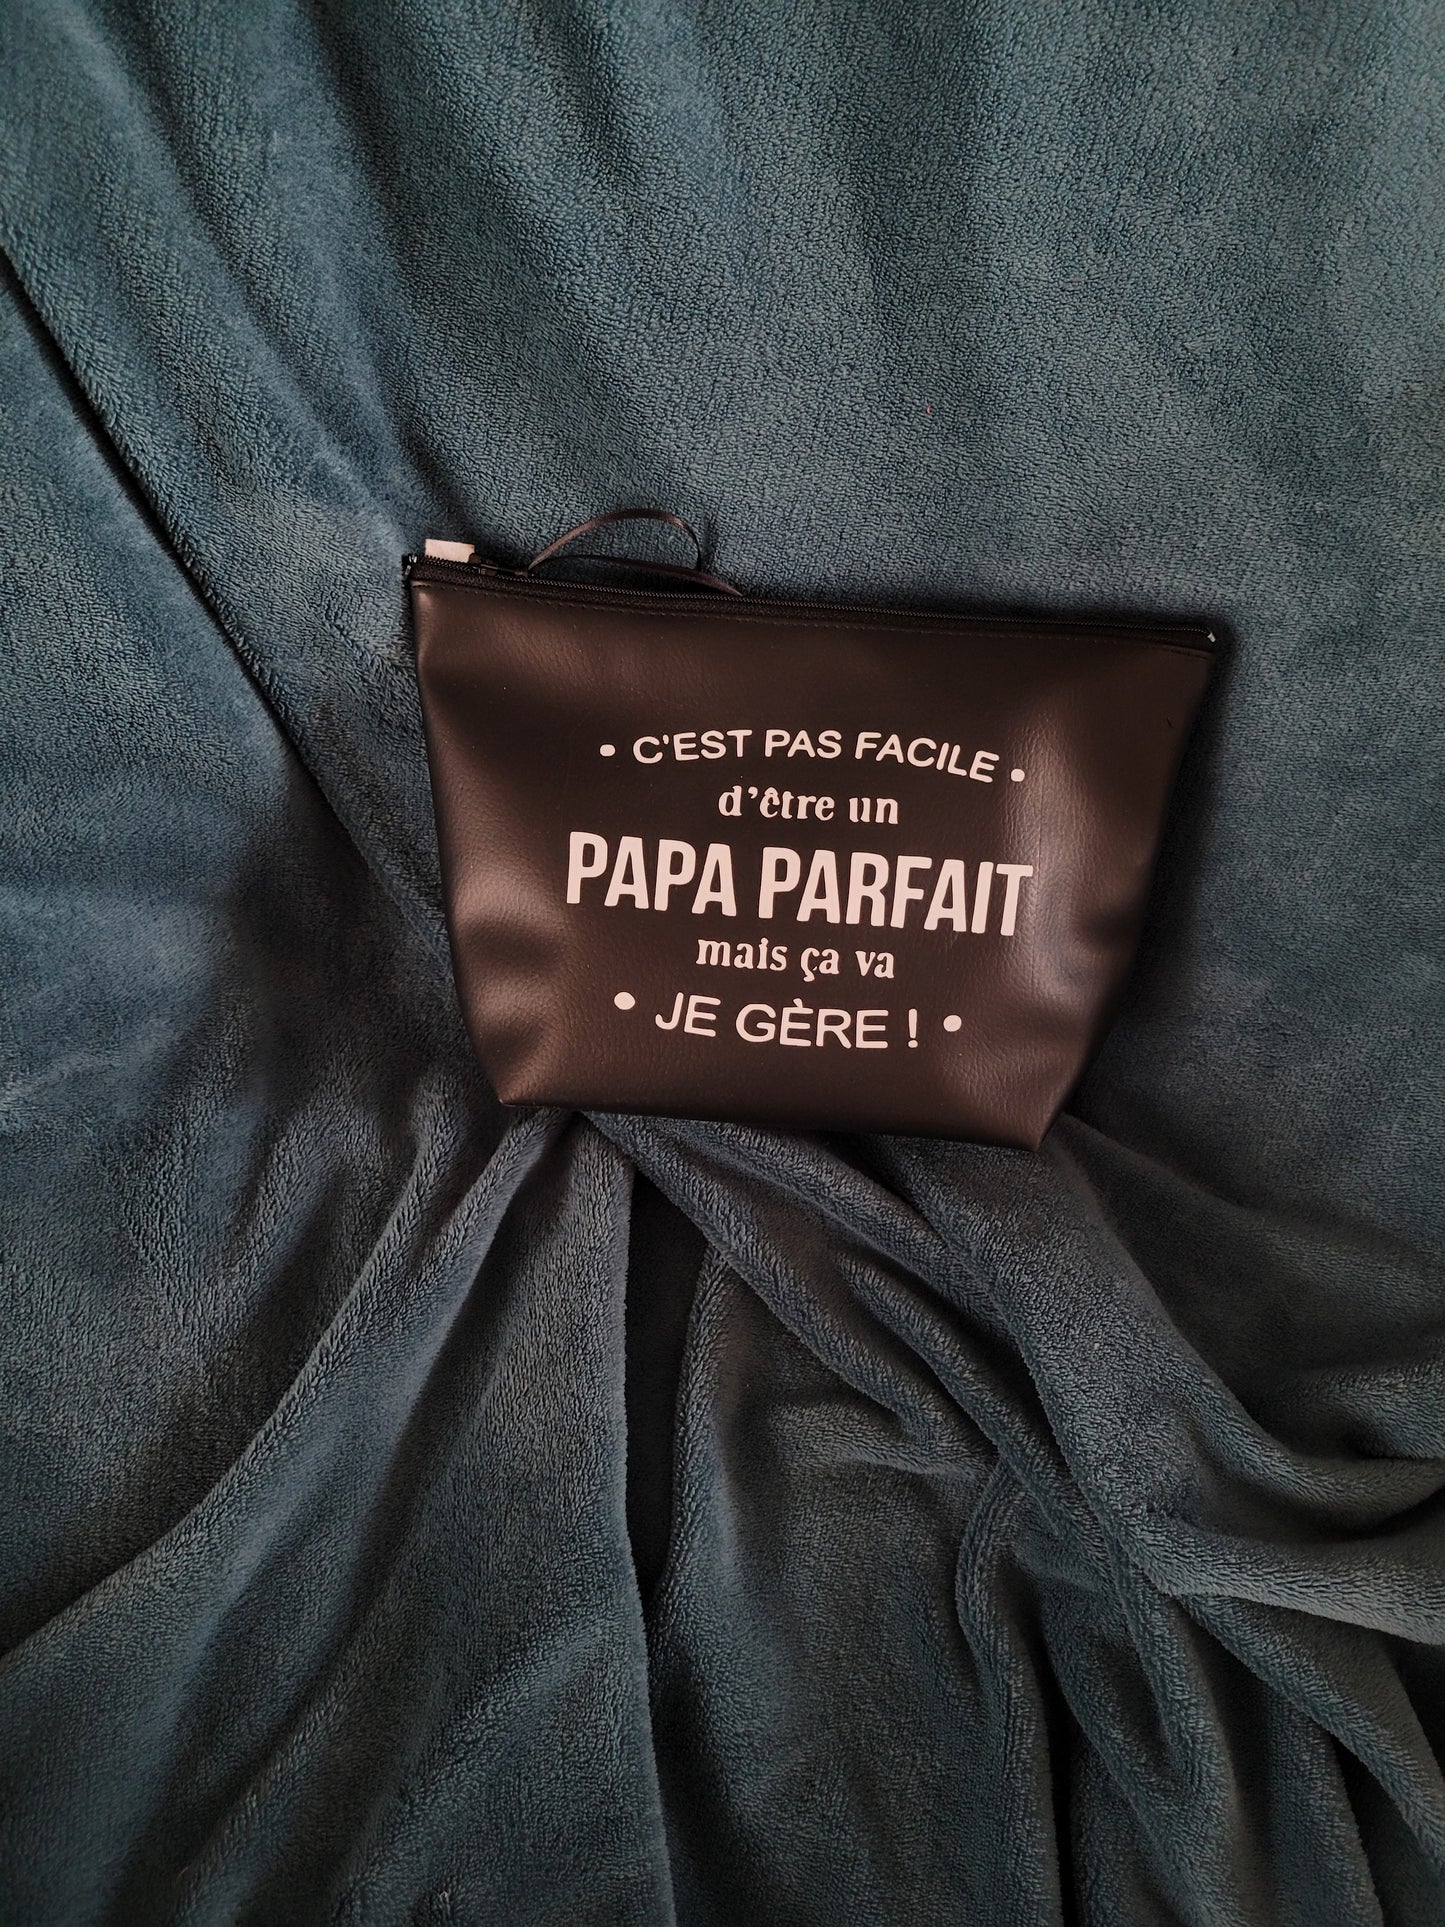 • C'EST PAS FACILE •
d'être un
PAPA PARFAIT
mais ça va
• JE GÈRE ! •